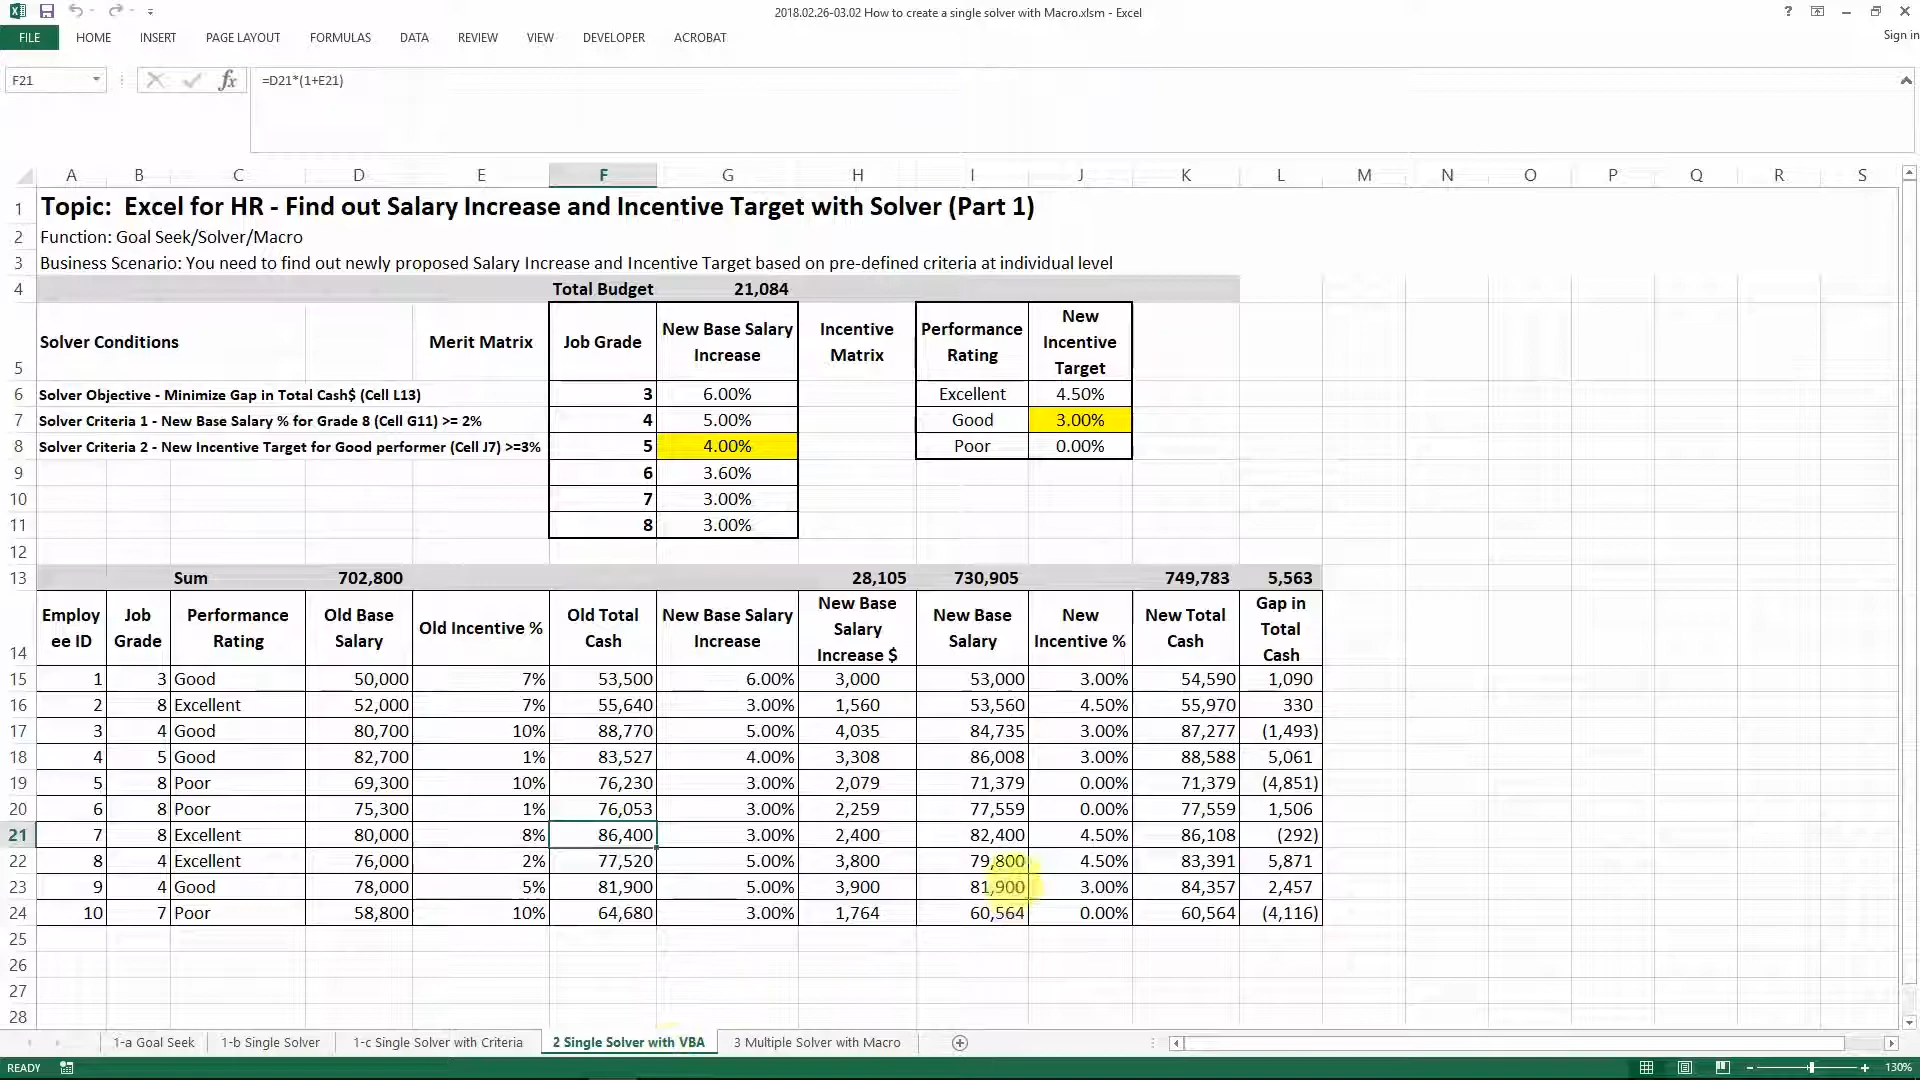 2018.02.26-03.02 How to create a single solver with Macro.xlsm - Excel
? Sign in
FILE HOME INSERT PAGE LAYOUT FORMULAS DATA REVIEW VIEW DEVELOPER ACROBAT
F21 fx =D21*(1+E21)
A B C D E F G H I J K L M N O P Q R S
1 Topic: Excel for HR - Find out Salary Increase and Incentive Target with Solver (Part 1)
2 Function: Goal Seek/Solver/Macro
3 Business Scenario: You need to find out newly proposed Salary Increase and Incentive Target based on pre-defined criteria at individual level
4 Total Budget 21,084
5 Solver Conditions Merit Matrix Job Grade New Base Salary Increase Incentive Matrix Performance Rating New Incentive Target
6 Solver Objective - Minimize Gap in Total Cash$ (Cell L13) 3 6.00% Excellent 4.50%
7 Solver Criteria 1 - New Base Salary % for Grade 8 (Cell G11) >= 2% 4 5.00% Good 3.00%
8 Solver Criteria 2 - New Incentive Target for Good performer (Cell J7) >=3% 5 4.00% Poor 0.00%
9 6 3.60%
10 7 3.00%
11 8 3.00%
12
13 Sum 702,800 28,105 730,905 749,783 5,563
14 Employ ee ID Job Grade Performance Rating Old Base Salary Old Incentive % Old Total Cash New Base Salary Increase New Base Salary Increase $ New Base Salary New Incentive % New Total Cash Gap in Total Cash
15 1 3 Good 50,000 7% 53,500 6.00% 3,000 53,000 3.00% 54,590 1,090
16 2 8 Excellent 52,000 7% 55,640 3.00% 1,560 53,560 4.50% 55,970 330
17 3 4 Good 80,700 10% 88,770 5.00% 4,035 84,735 3.00% 87,277 (1,493)
18 4 5 Good 82,700 1% 83,527 4.00% 3,308 86,008 3.00% 88,588 5,061
19 5 8 Poor 69,300 10% 76,230 3.00% 2,079 71,379 0.00% 71,379 (4,851)
20 6 8 Poor 75,300 1% 76,053 3.00% 2,259 77,559 0.00% 77,559 1,506
21 7 8 Excellent 80,000 8% 86,400 3.00% 2,400 82,400 4.50% 86,108 (292)
22 8 4 Excellent 76,000 2% 77,520 5.00% 3,800 79,800 4.50% 83,391 5,871
23 9 4 Good 78,000 5% 81,900 5.00% 3,900 81,900 3.00% 84,357 2,457
24 10 7 Poor 58,800 10% 64,680 3.00% 1,764 60,564 0.00% 60,564 (4,116)
25
26
27
28
1-a Goal Seek 1-b Single Solver 1-c Single Solver with Criteria 2 Single Solver with VBA 3 Multiple Solver with Macro
READY 130%